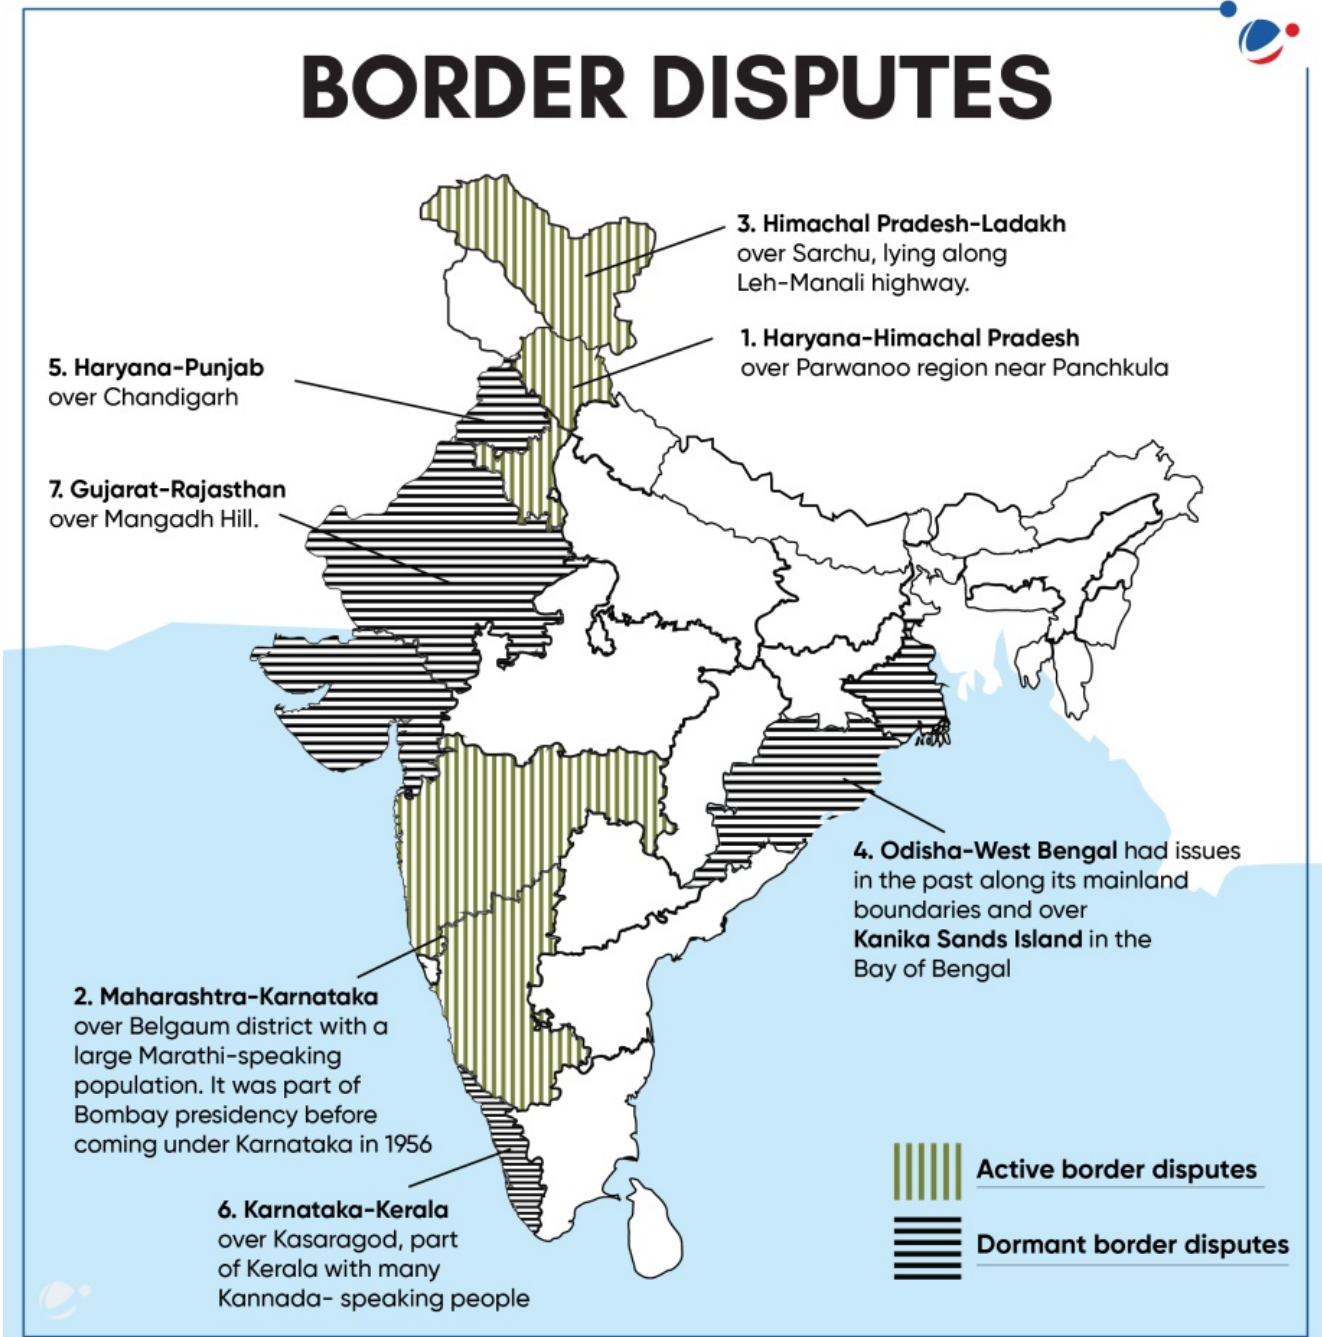 BORDER DISPUTES
3. Himachal Pradesh-Ladakh
over Sarchu, lying along
Leh-Manali highway.
1. Haryana-Himachal Pradesh
over Parwanoo region near Panchkula
5. Haryana-Punjab
over Chandigarh
7. Gujarat-Rajasthan
over Mangadh Hill.
4. Odisha-West Bengal had issues
in the past along its mainland
boundaries and over
Kanika Sands Island in the
Bay of Bengal
2. Maharashtra-Karnataka
over Belgaum district with a
large Marathi-speaking
population. It was part of
Bombay presidency before
coming under Karnataka in 1956
6. Karnataka-Kerala
over Kasaragod, part
of Kerala with many
Kannada- speaking people
Active border disputes
Dormant border disputes